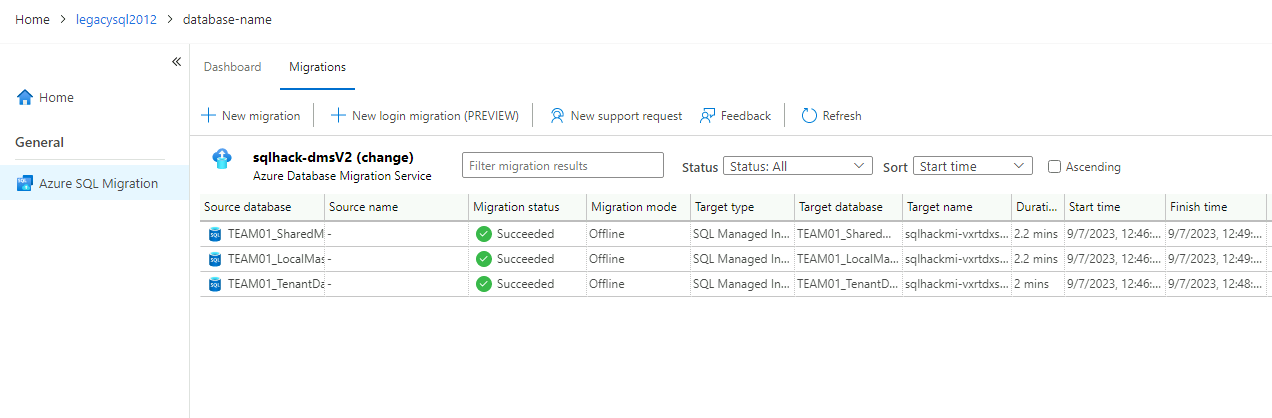 Home > legacysql2012 > database-name
«
Dashboard Migrations
Home
General
Azure SQL Migration
New migration New login migration (PREVIEW) New support request Feedback Refresh
sqlhack-dmsV2 (change)
Azure Database Migration Service
Filter migration results
Status Status: All Sort Start time Ascending
Source database Source name Migration status Migration mode Target type Target database Target name Durati... Start time Finish time
SQL TEAM01_SharedM - Succeeded Offline SQL Managed In... TEAM01_Shared... sqlhackmi-vxrtdxs... 2.2 mins 9/7/2023, 12:46:... 9/7/2023, 12:49:...
SQL TEAM01_LocalMas - Succeeded Offline SQL Managed In... TEAM01_LocalMa... sqlhackmi-vxrtdxs... 2.2 mins 9/7/2023, 12:46:... 9/7/2023, 12:49:...
SQL TEAM01_TenantDa - Succeeded Offline SQL Managed In... TEAM01_TenantD... sqlhackmi-vxrtdxs... 2 mins 9/7/2023, 12:46:... 9/7/2023, 12:48:...